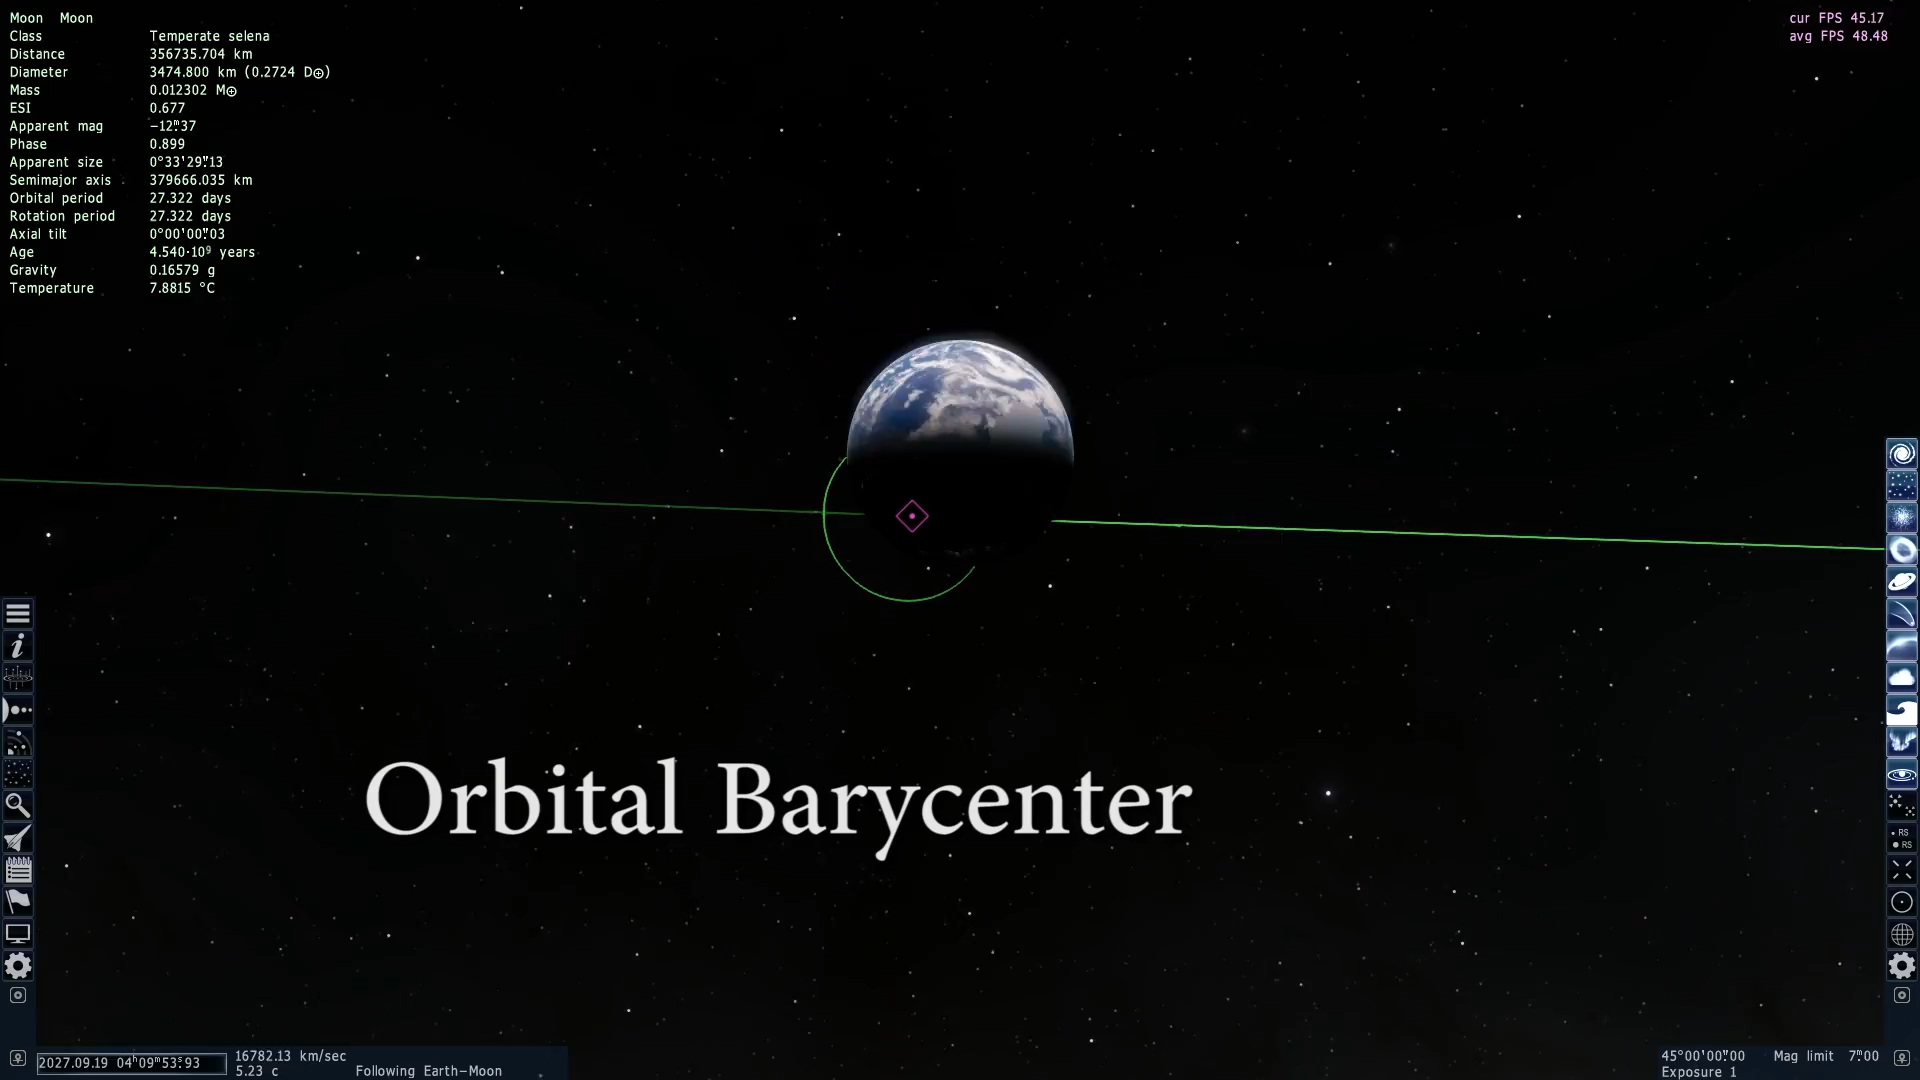 Moon Moon
Class Temperate selena
Distance 356735.704 km
Diameter 3474.800 km (0.2724 D⊕)
Mass 0.012302 M⊕
ESI 0.677
Apparent mag −12ᵐ.37
Phase 0.899
Apparent size 0°33'29".13
Semimajor axis 379666.035 km
Orbital period 27.322 days
Rotation period 27.322 days
Axial tilt 0°00'00".03
Age 4.540·10⁹ years
Gravity 0.16579 g
Temperature 7.8815 °C
cur FPS 45.17
avg FPS 48.48
Orbital Barycenter
RS
RS
2027.09.19 04ʰ09ᵐ53ˢ.93
16782.13 km/sec
5.23 c
Following Earth-Moon
45°00'00".00
Mag limit 7ᵐ.00
Exposure 1